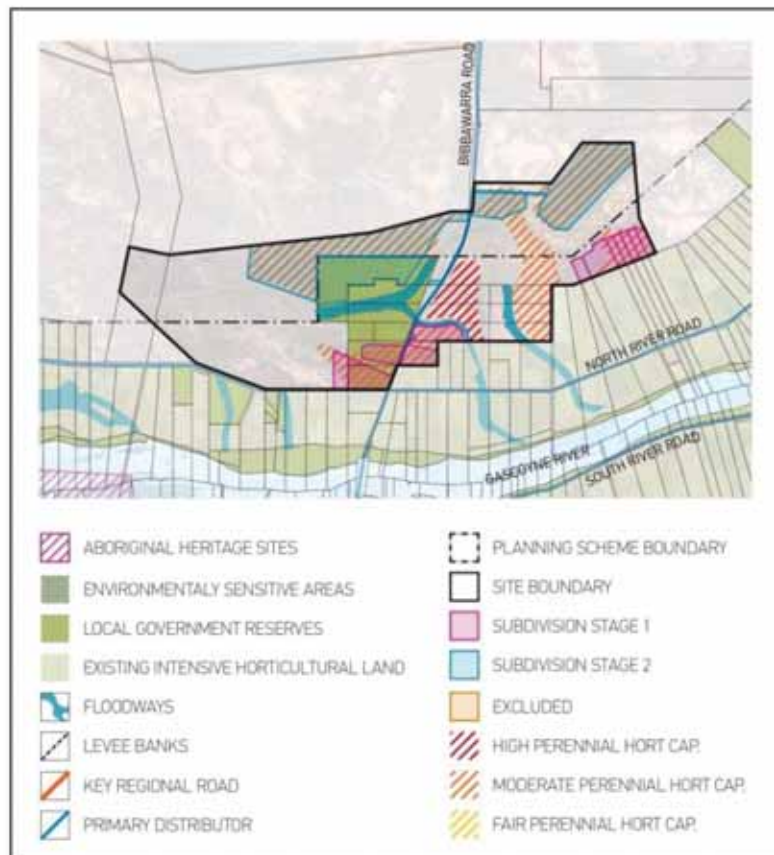 BIBBAWARRA ROAD
NORTH RIVER ROAD
GASCOYNE RIVER
SOUTH RIVER ROAD
ABORIGINAL HERITAGE SITES
ENVIRONMENTALY SENSITIVE AREAS
LOCAL GOVERNMENT RESERVES
EXISTING INTENSIVE HORTICULTURAL LAND
FLOODWAYS
LEVEE BANKS
KEY REGIONAL ROAD
PRIMARY DISTRIBUTOR
PLANNING SCHEME BOUNDARY
SITE BOUNDARY
SUBDIVISION STAGE 1
SUBDIVISION STAGE 2
EXCLUDED
HIGH PERENNIAL HORT CAP.
MODERATE PERENNIAL HORT CAP.
FAIR PERENNIAL HORT CAP.